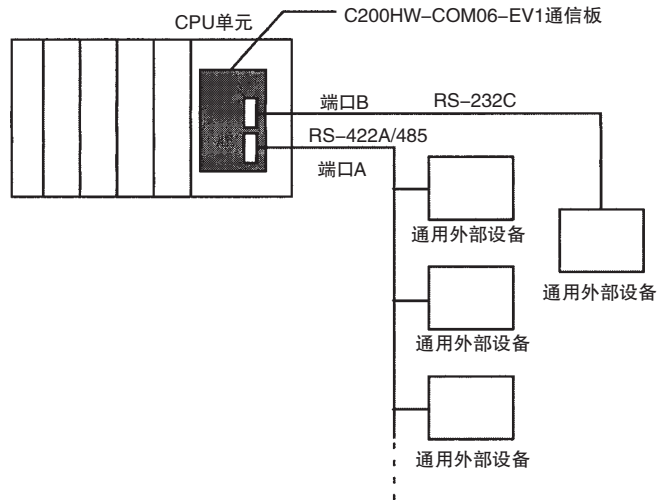 CPU单元
C200HW-COM06-EV1通信板
端口B
RS-232C
RS-422A/485
端口A
通用外部设备
通用外部设备
通用外部设备
通用外部设备